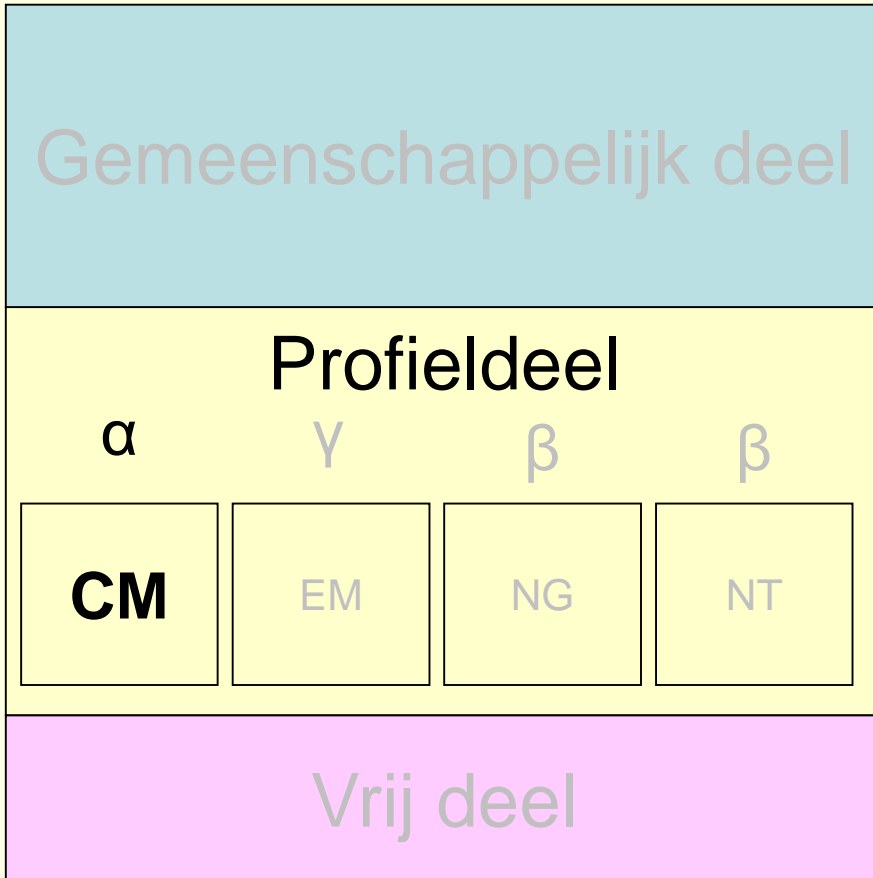 Gemeenschappelijk deel
Profieldeel
α γ β β
CM EM NG NT
Vrij deel